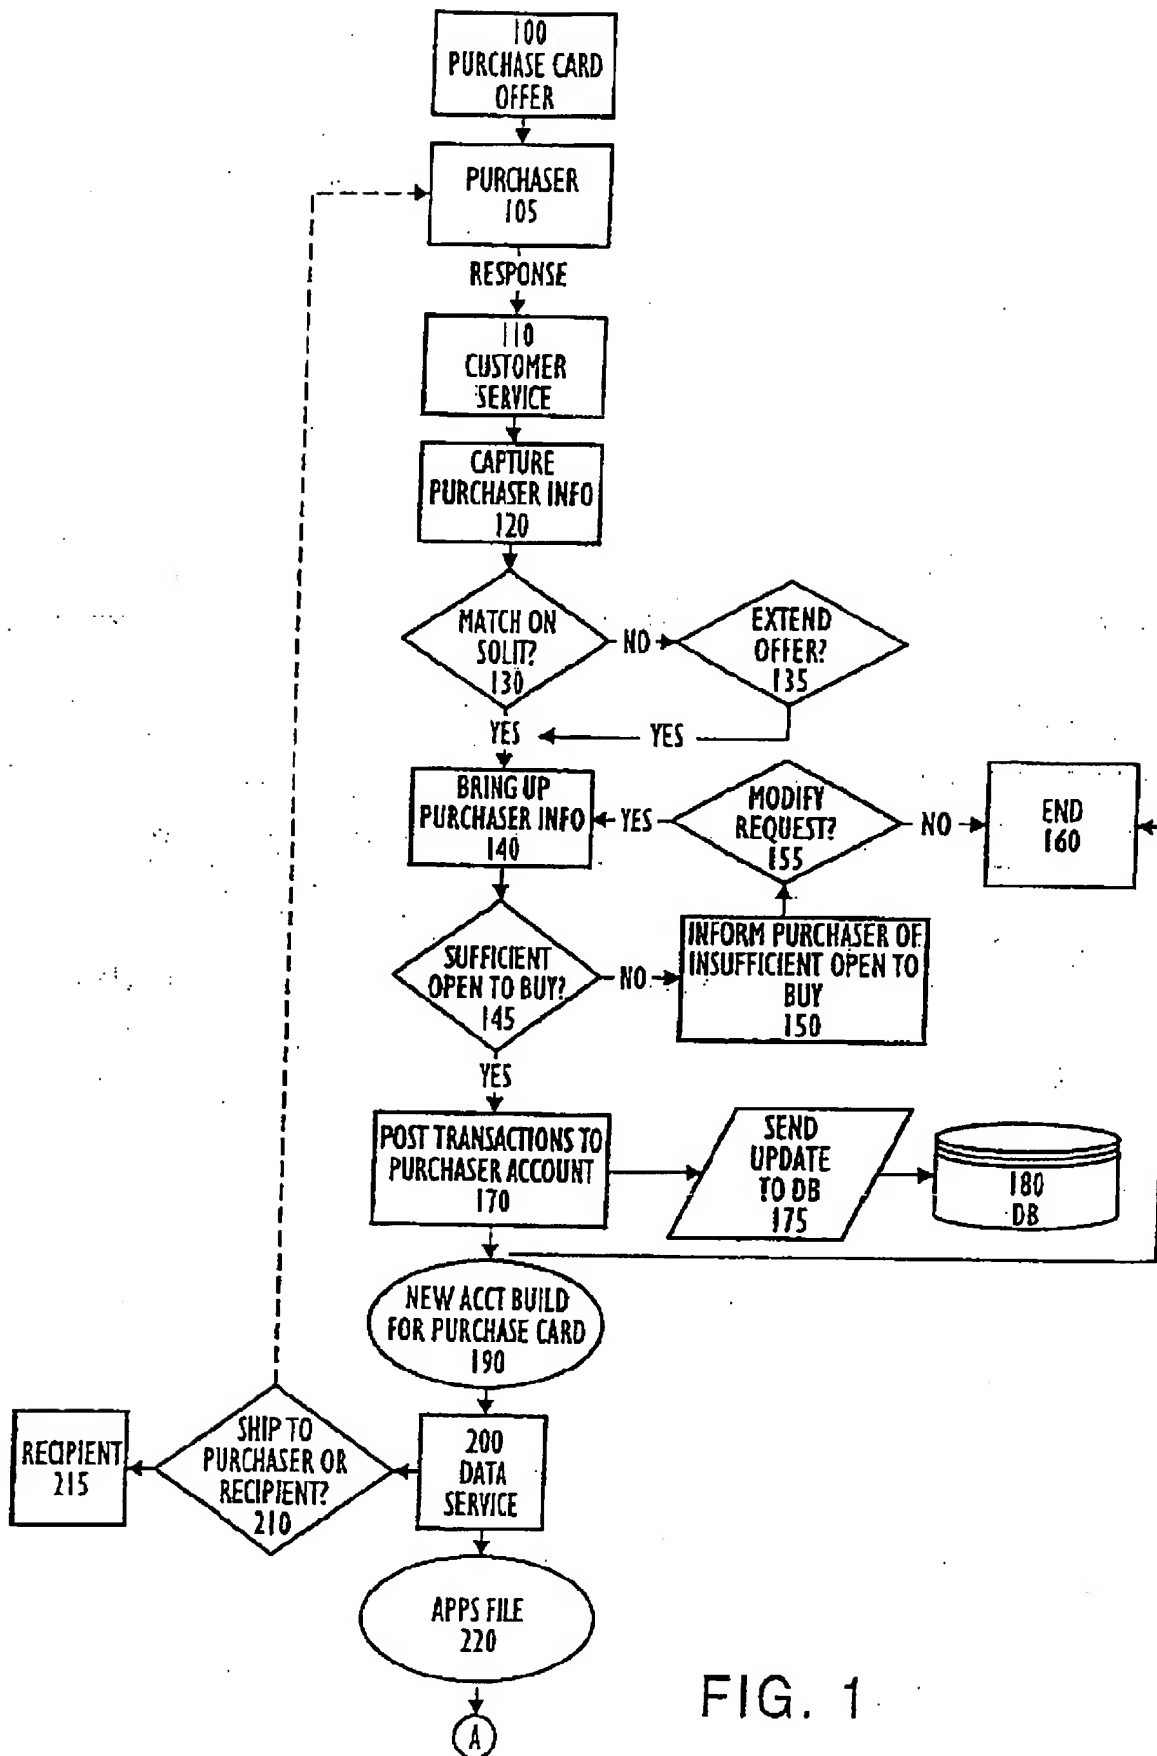 100
PURCHASE CARD
OFFER
PURCHASER
105
RESPONSE
110
CUSTOMER
SERVICE
CAPTURE
PURCHASER INFO
120
MATCH ON
SOLIT?
130
NO
EXTEND
OFFER?
135
YES
YES
BRING UP
PURCHASER INFO
140
YES
MODIFY
REQUEST?
155
NO
END
160
SUFFICIENT
OPEN TO BUY?
145
NO
INFORM PURCHASER OF
INSUFFICIENT OPEN TO
BUY
150
YES
POST TRANSACTIONS TO
PURCHASER ACCOUNT
170
SEND
UPDATE
TO DB
175
180
DB
NEW ACCT BUILD
FOR PURCHASE CARD
190
RECIPIENT
215
SHIP TO
PURCHASER OR
RECIPIENT?
210
200
DATA
SERVICE
APPS FILE
220
A
FIG. 1